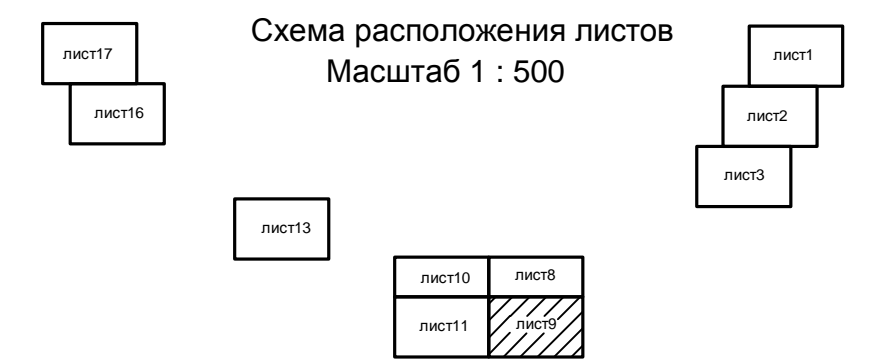 Схема расположения листов
Масштаб 1 : 500
лист17
лист1
лист16
лист2
лист3
лист13
лист10
лист8
лист11
лист9